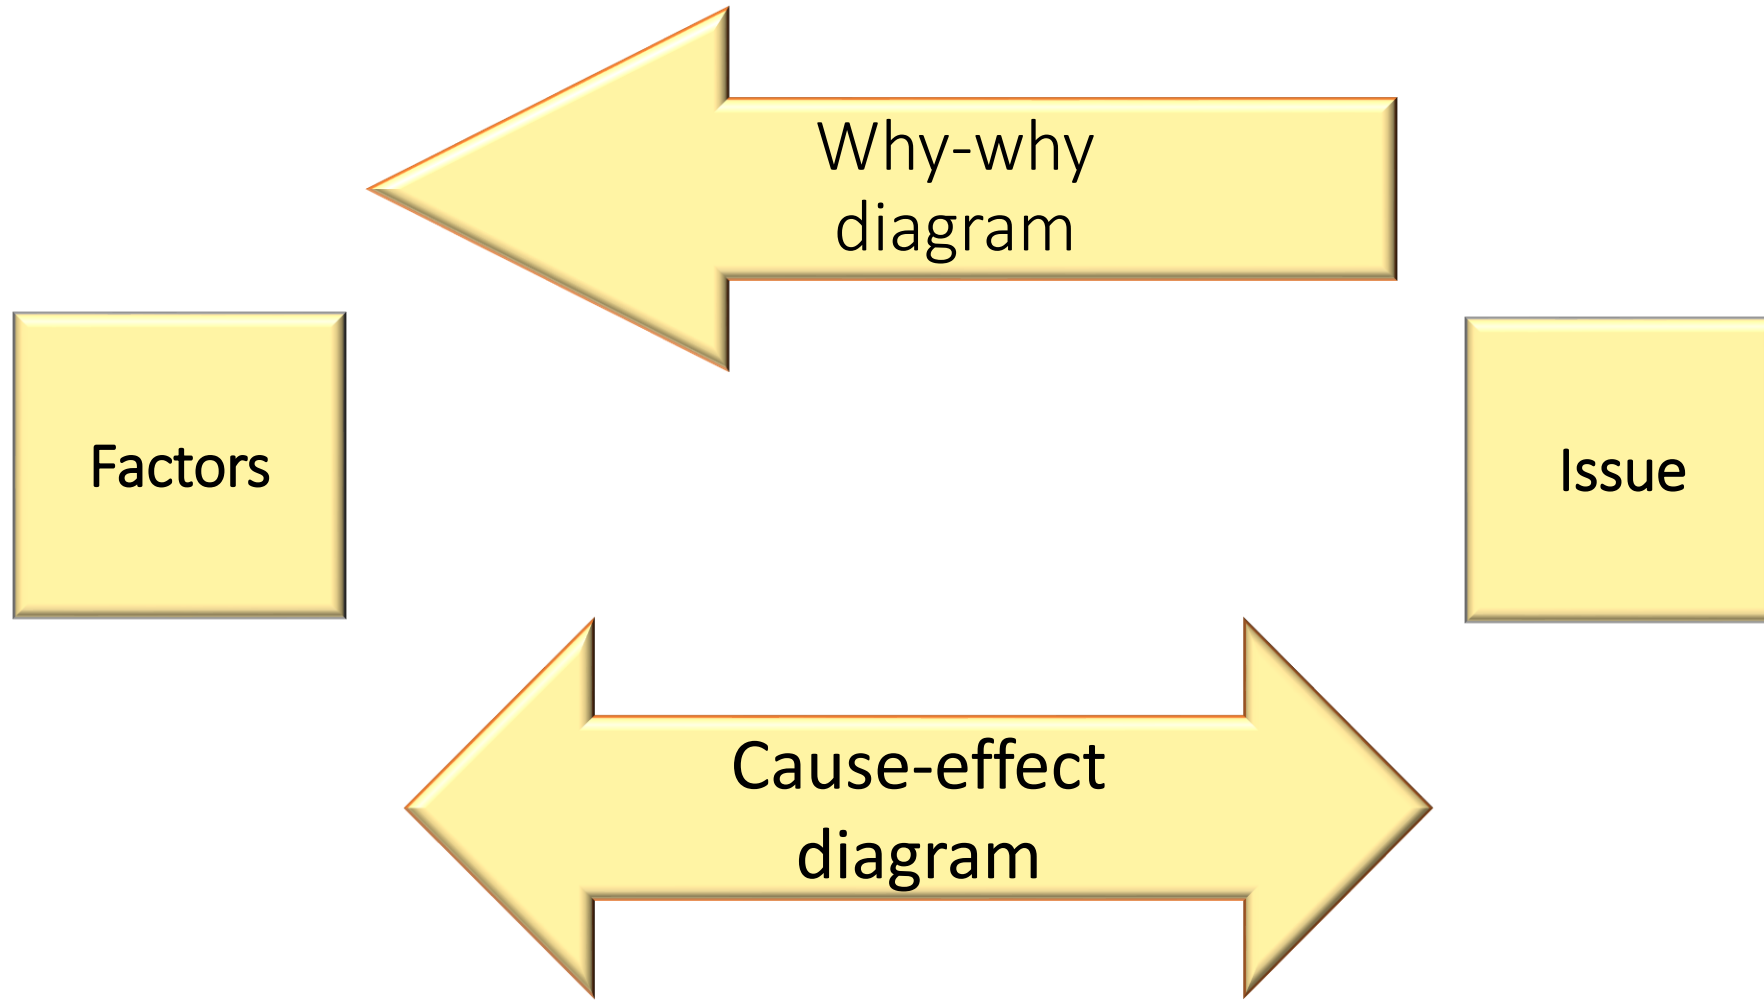 Why-why
diagram
Factors
Issue
Cause-effect
diagram